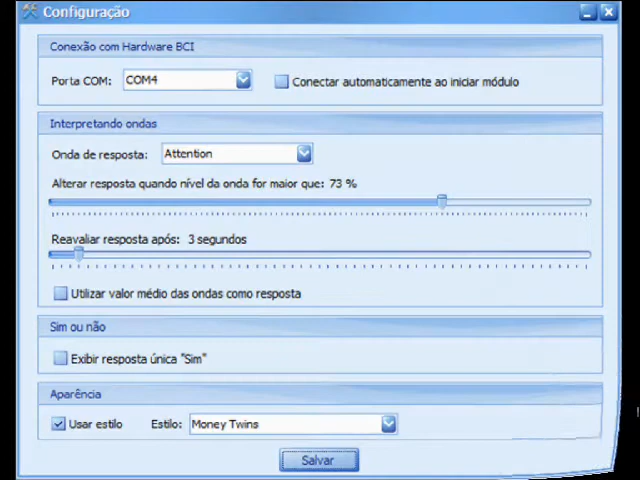 Configuração
Conexão com Hardware BCI
Porta COM: COM4 Conectar automaticamente ao iniciar módulo
Interpretando ondas
Onda de resposta: Attention
Alterar resposta quando nível da onda for maior que: 73 %
Reavaliar resposta após: 3 segundos
Utilizar valor médio das ondas como resposta
Sim ou não
Exibir resposta única "Sim"
Aparência
Usar estilo Estilo: Money Twins
Salvar